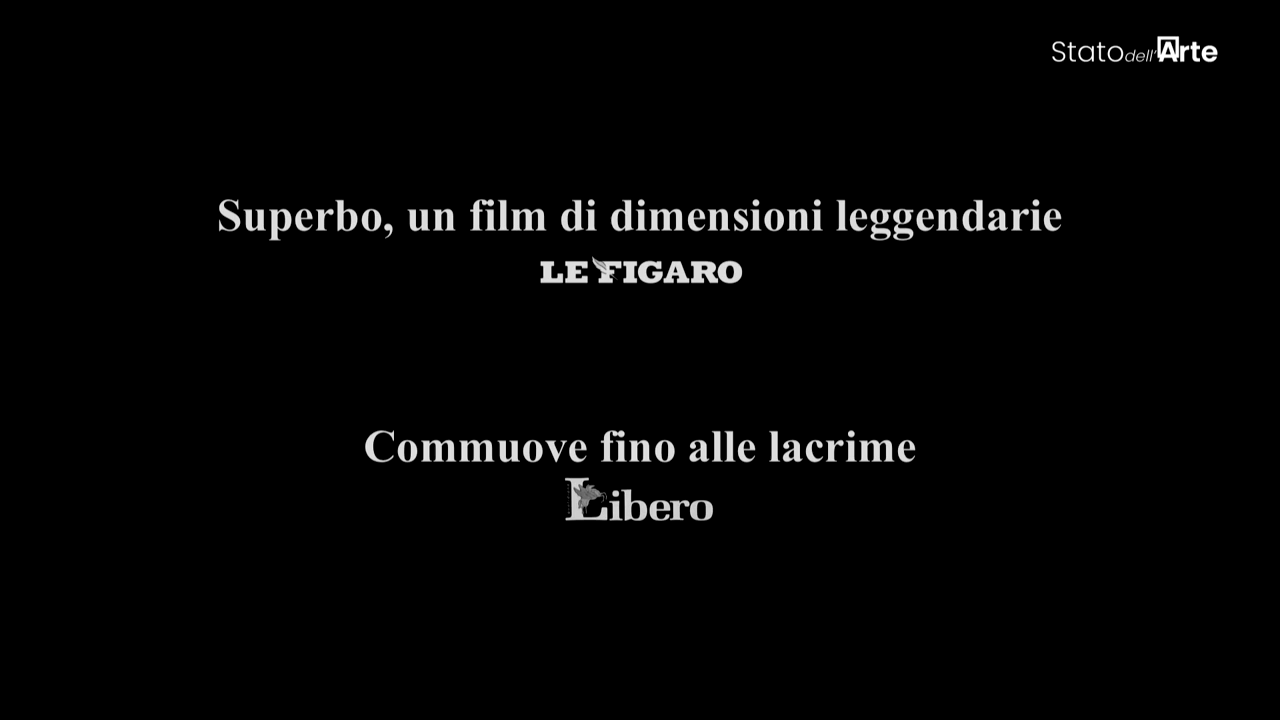 Stato dell'Arte
Superbo, un film di dimensioni leggendarie
LE FIGARO
Commuove fino alle lacrime
Libero